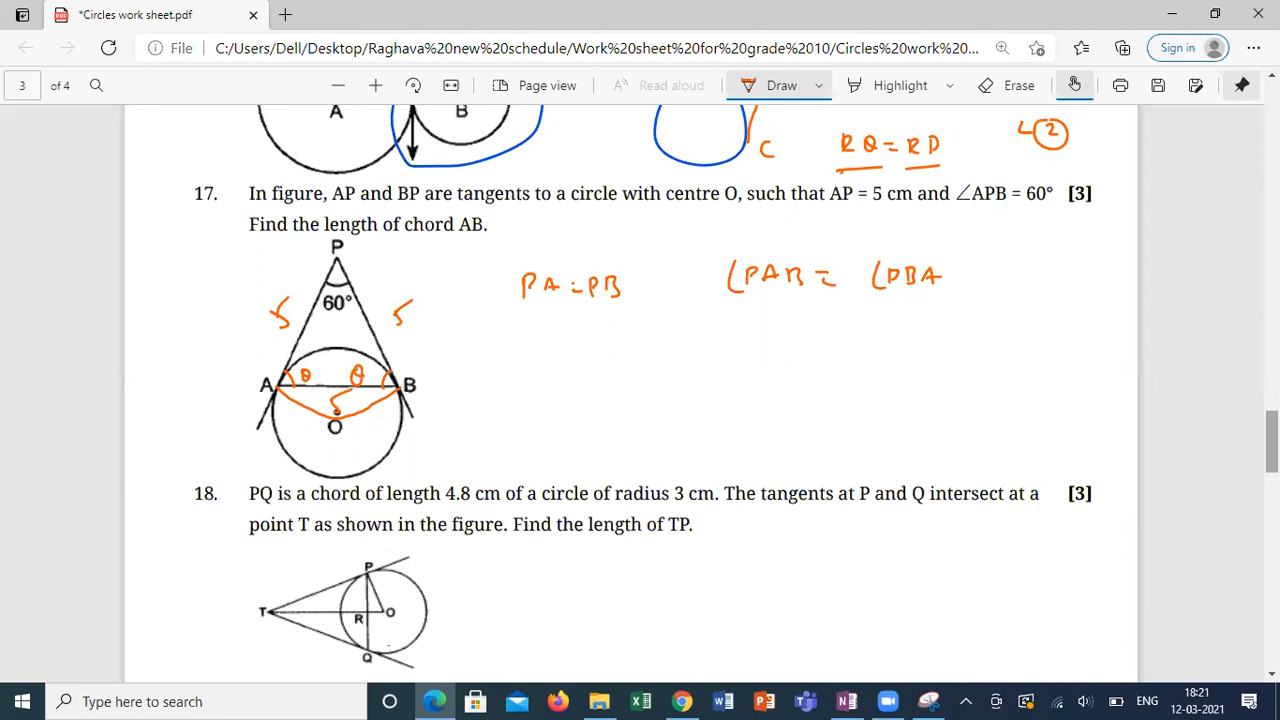 *Circles work sheet.pdf
File C:/Users/Dell/Desktop/Raghava%20new%20schedule/Work%20sheet%20for%20grade%2010/Circles%20work%... Sign in
3 of 4 Page view Read aloud Draw Highlight Erase
A B C RQ = RP 2
17. In figure, AP and BP are tangents to a circle with centre O, such that AP = 5 cm and ∠APB = 60° [3]
Find the length of chord AB.
P
PA = PB ∠PAB = ∠PBA
60°
5 5
A θ θ B
5
O
18. PQ is a chord of length 4.8 cm of a circle of radius 3 cm. The tangents at P and Q intersect at a [3]
point T as shown in the figure. Find the length of TP.
P
T R O
Q
Type here to search ENG 18:21
12-03-2021